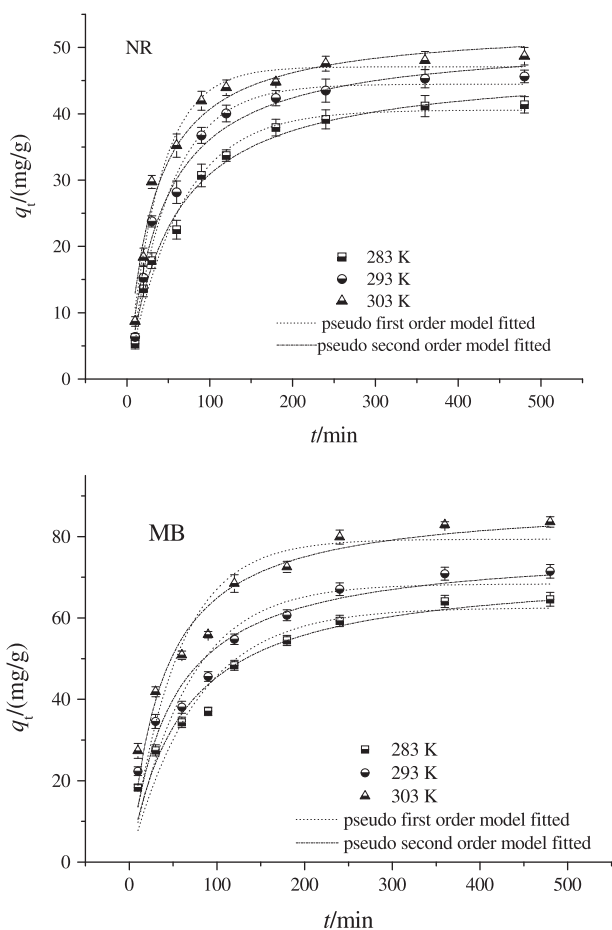 NR
50
40
30
20
10
0
qt/(mg/g)
283 K
293 K
303 K
pseudo first order model fitted
pseudo second order model fitted
0 100 200 300 400 500
t/min
MB
80
60
40
20
0
qt/(mg/g)
283 K
293 K
303 K
pseudo first order model fitted
pseudo second order model fitted
0 100 200 300 400 500
t/min